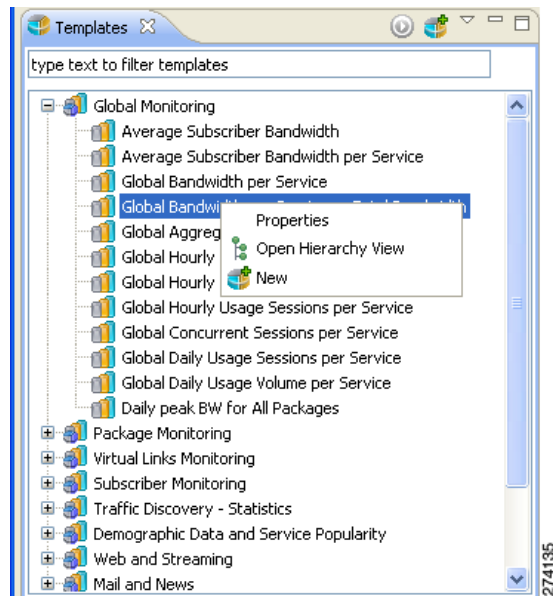 Templates
type text to filter templates
Global Monitoring
Average Subscriber Bandwidth
Average Subscriber Bandwidth per Service
Global Bandwidth per Service
Global
Global Aggreg
Global Hourly
Global Hourly
Global Hourly Usage Sessions per Service
Global Concurrent Sessions per Service
Global Daily Usage Sessions per Service
Global Daily Usage Volume per Service
Daily peak BW for All Packages
Package Monitoring
Virtual Links Monitoring
Subscriber Monitoring
Traffic Discovery - Statistics
Demographic Data and Service Popularity
Web and Streaming
Mail and News
Properties
Open Hierarchy View
New
274135